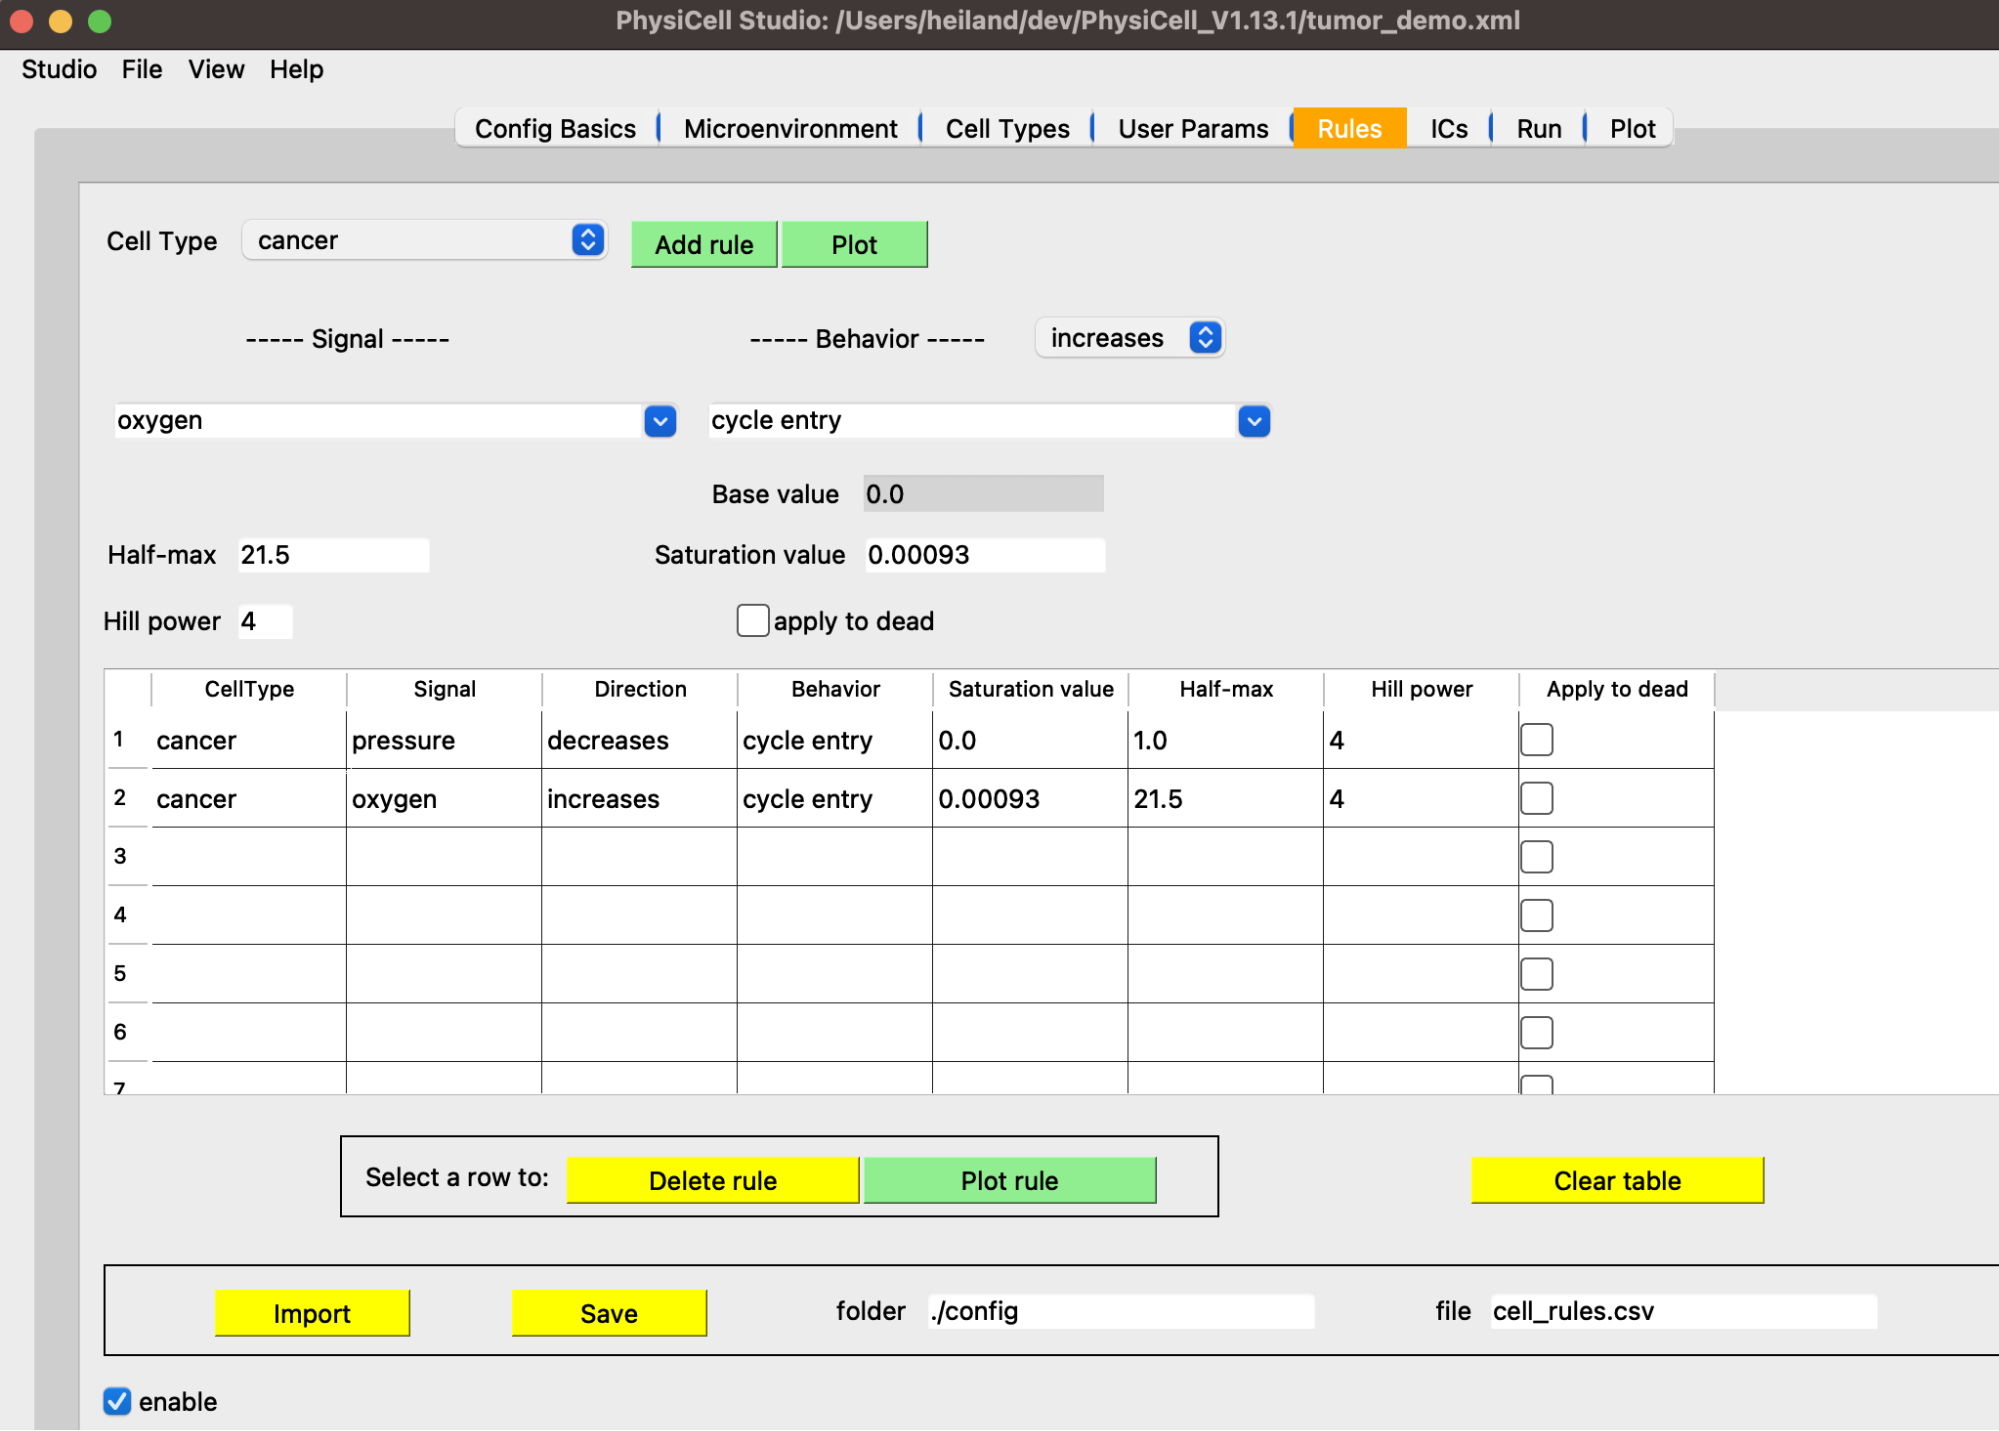 PhysiCell Studio: /Users/heiland/dev/PhysiCell_V1.13.1/tumor_demo.xml
Studio File View Help
Config Basics Microenvironment Cell Types User Params Rules ICs Run Plot
Cell Type cancer Add rule Plot
----- Signal ----- ----- Behavior ----- increases
oxygen cycle entry
Base value 0.0
Half-max 21.5 Saturation value 0.00093
Hill power 4 apply to dead
CellType Signal Direction Behavior Saturation value Half-max Hill power Apply to dead
1 cancer pressure decreases cycle entry 0.0 1.0 4
2 cancer oxygen increases cycle entry 0.00093 21.5 4
3
4
5
6
7
Select a row to: Delete rule Plot rule Clear table
Import Save folder ./config file cell_rules.csv
enable